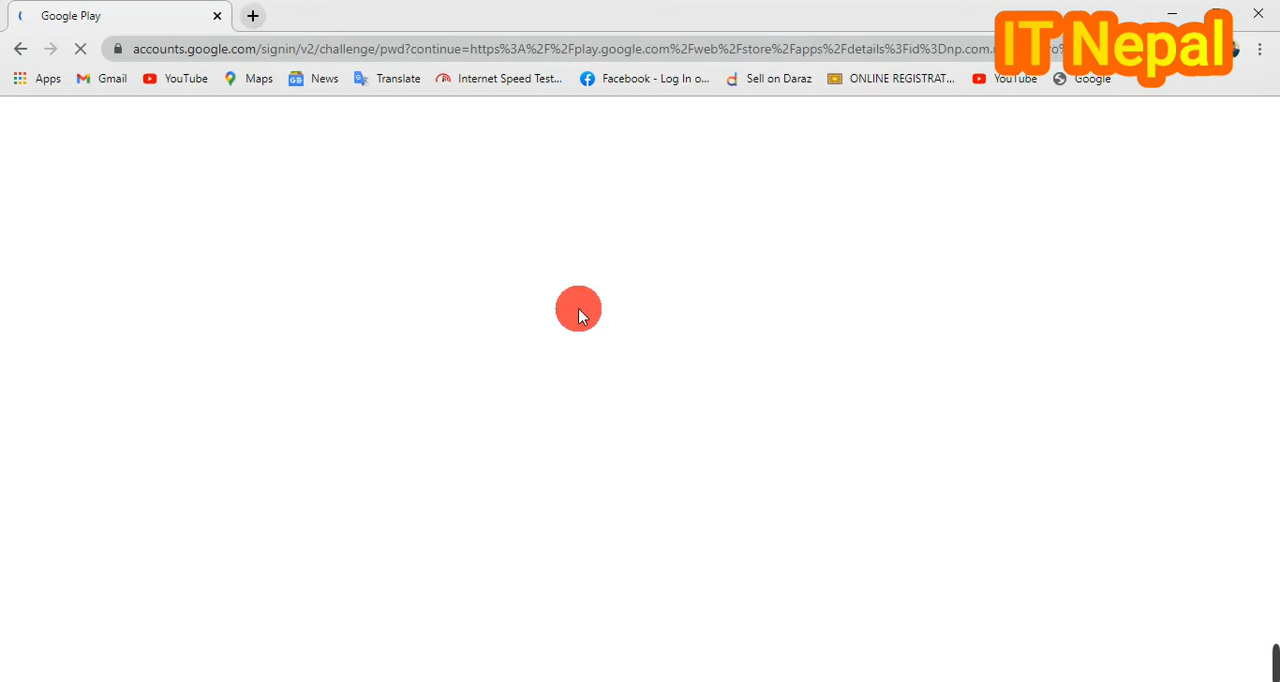 Google Play
accounts.google.com/signin/v2/challenge/pwd?continue=https%3A%2F%2Fplay.google.com%2Fweb%2Fstore%2Fapps%2Fdetails%3Fid%3Dnp.com.
IT Nepal
Apps Gmail YouTube Maps News Translate Internet Speed Test... Facebook - Log In o... Sell on Daraz ONLINE REGISTRAT... YouTube Google